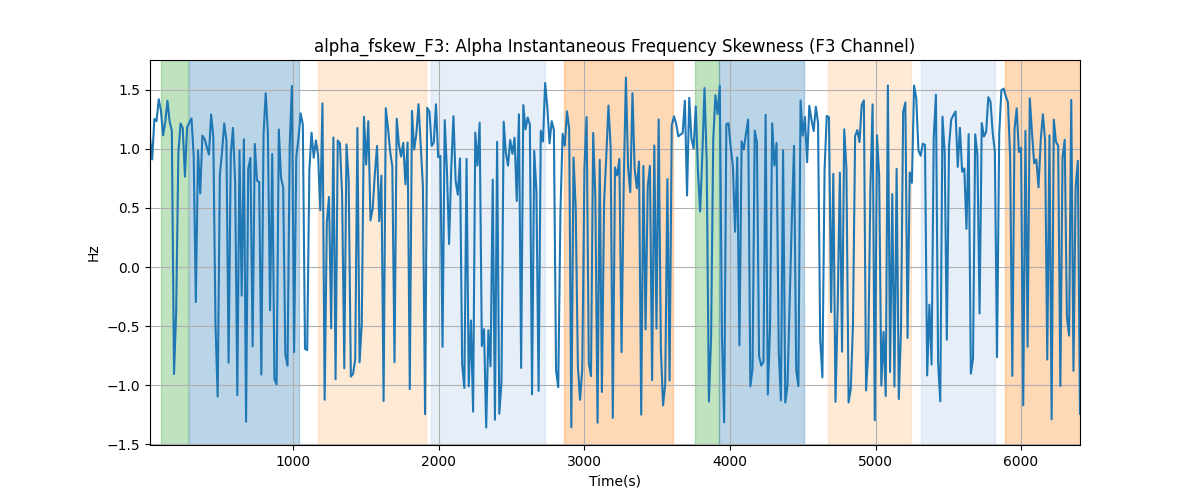 alpha_fskew_F3: Alpha Instantaneous Frequency Skewness (F3 Channel)
Hz
1.5
1.0
0.5
0.0
−0.5
−1.0
−1.5
1000 2000 3000 4000 5000 6000
Time(s)